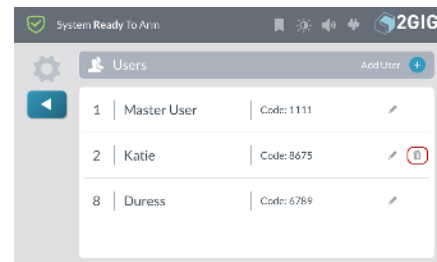 System Ready To Arm 2GIG
Users Add User
1 Master User Code: 1111
2 Katie Code: 8675
8 Duress Code: 6789